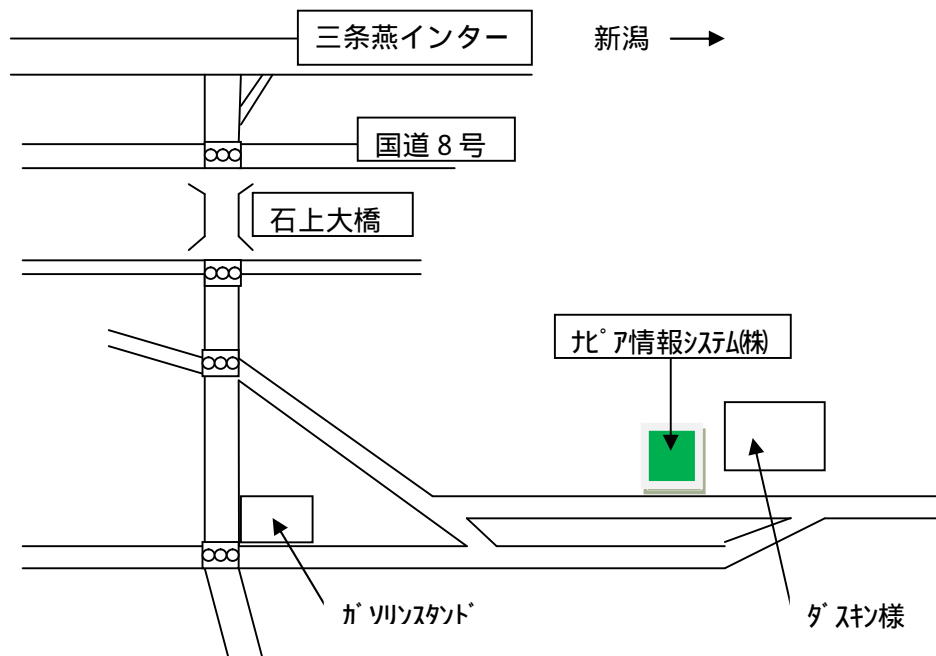 三条燕インター
新潟
国道8号
石上大橋
ﾅﾋﾟｱ情報ｼｽﾃﾑ㈱
ｶﾞｿﾘﾝｽﾀﾝﾄﾞ
ﾀﾞｽｷﾝ様